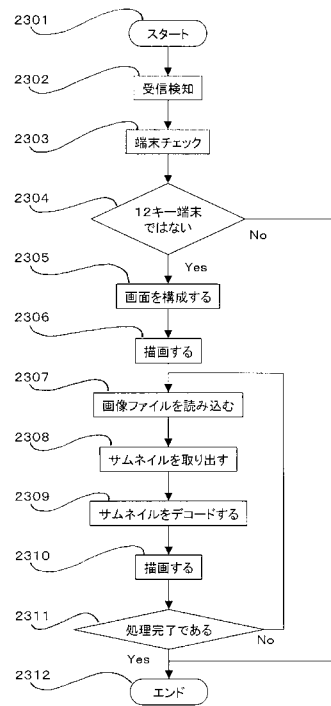 2301
スタート
2302
受信検知
2303
端末チェック
2304
12キー端末
ではない
No
Yes
2305
画面を構成する
2306
描画する
2307
画像ファイルを読み込む
2308
サムネイルを取り出す
2309
サムネイルをデコードする
2310
描画する
2311
処理完了である
No
Yes
2312
エンド